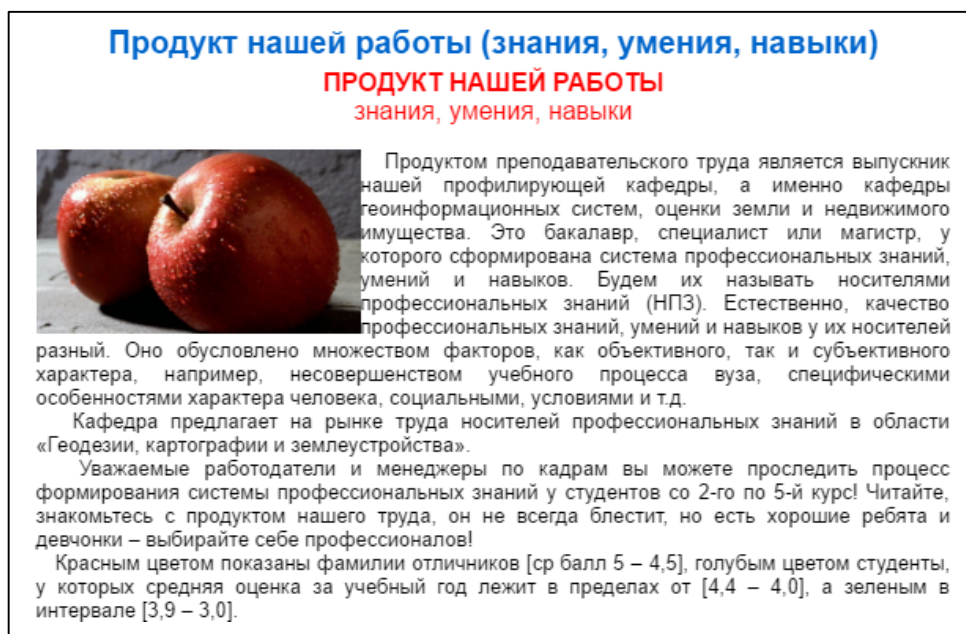 Продукт нашей работы (знания, умения, навыки)
ПРОДУКТ НАШЕЙ РАБОТЫ
знания, умения, навыки
Продуктом преподавательского труда является выпускник
нашей профилирующей кафедры, а именно кафедры
геоинформационных систем, оценки земли и недвижимого
имущества. Это бакалавр, специалист или магистр, у
которого сформирована система профессиональных знаний,
умений и навыков. Будем их называть носителями
профессиональных знаний (НПЗ). Естественно, качество
профессиональных знаний, умений и навыков у их носителей
разный. Оно обусловлено множеством факторов, как объективного, так и субъективного
характера, например, несовершенством учебного процесса вуза, специфическими
особенностями характера человека, социальными, условиями и т.д.
Кафедра предлагает на рынке труда носителей профессиональных знаний в области
«Геодезии, картографии и землеустройства».
Уважаемые работодатели и менеджеры по кадрам вы можете проследить процесс
формирования системы профессиональных знаний у студентов со 2-го по 5-й курс! Читайте,
знакомьтесь с продуктом нашего труда, он не всегда блестит, но есть хорошие ребята и
девчонки – выбирайте себе профессионалов!
Красным цветом показаны фамилии отличников [ср балл 5 – 4,5], голубым цветом студенты,
у которых средняя оценка за учебный год лежит в пределах от [4,4 – 4,0], а зеленым в
интервале [3,9 – 3,0].